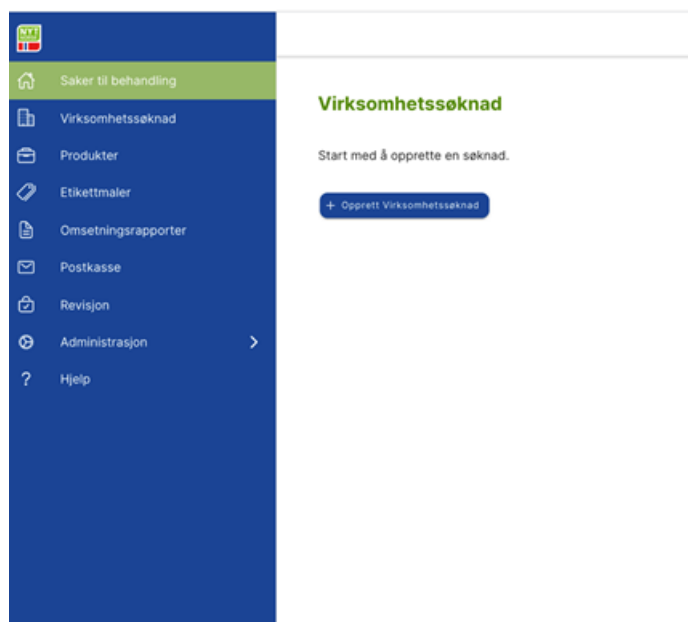 NYT
Saker til behandling
Virksomhetssøknad
Produkter
Etikettmaler
Omsetningsrapporter
Postkasse
Revisjon
Administrasjon
Hjelp
Virksomhetssøknad
Start med å opprette en søknad.
+ Opprett Virksomhetssøknad